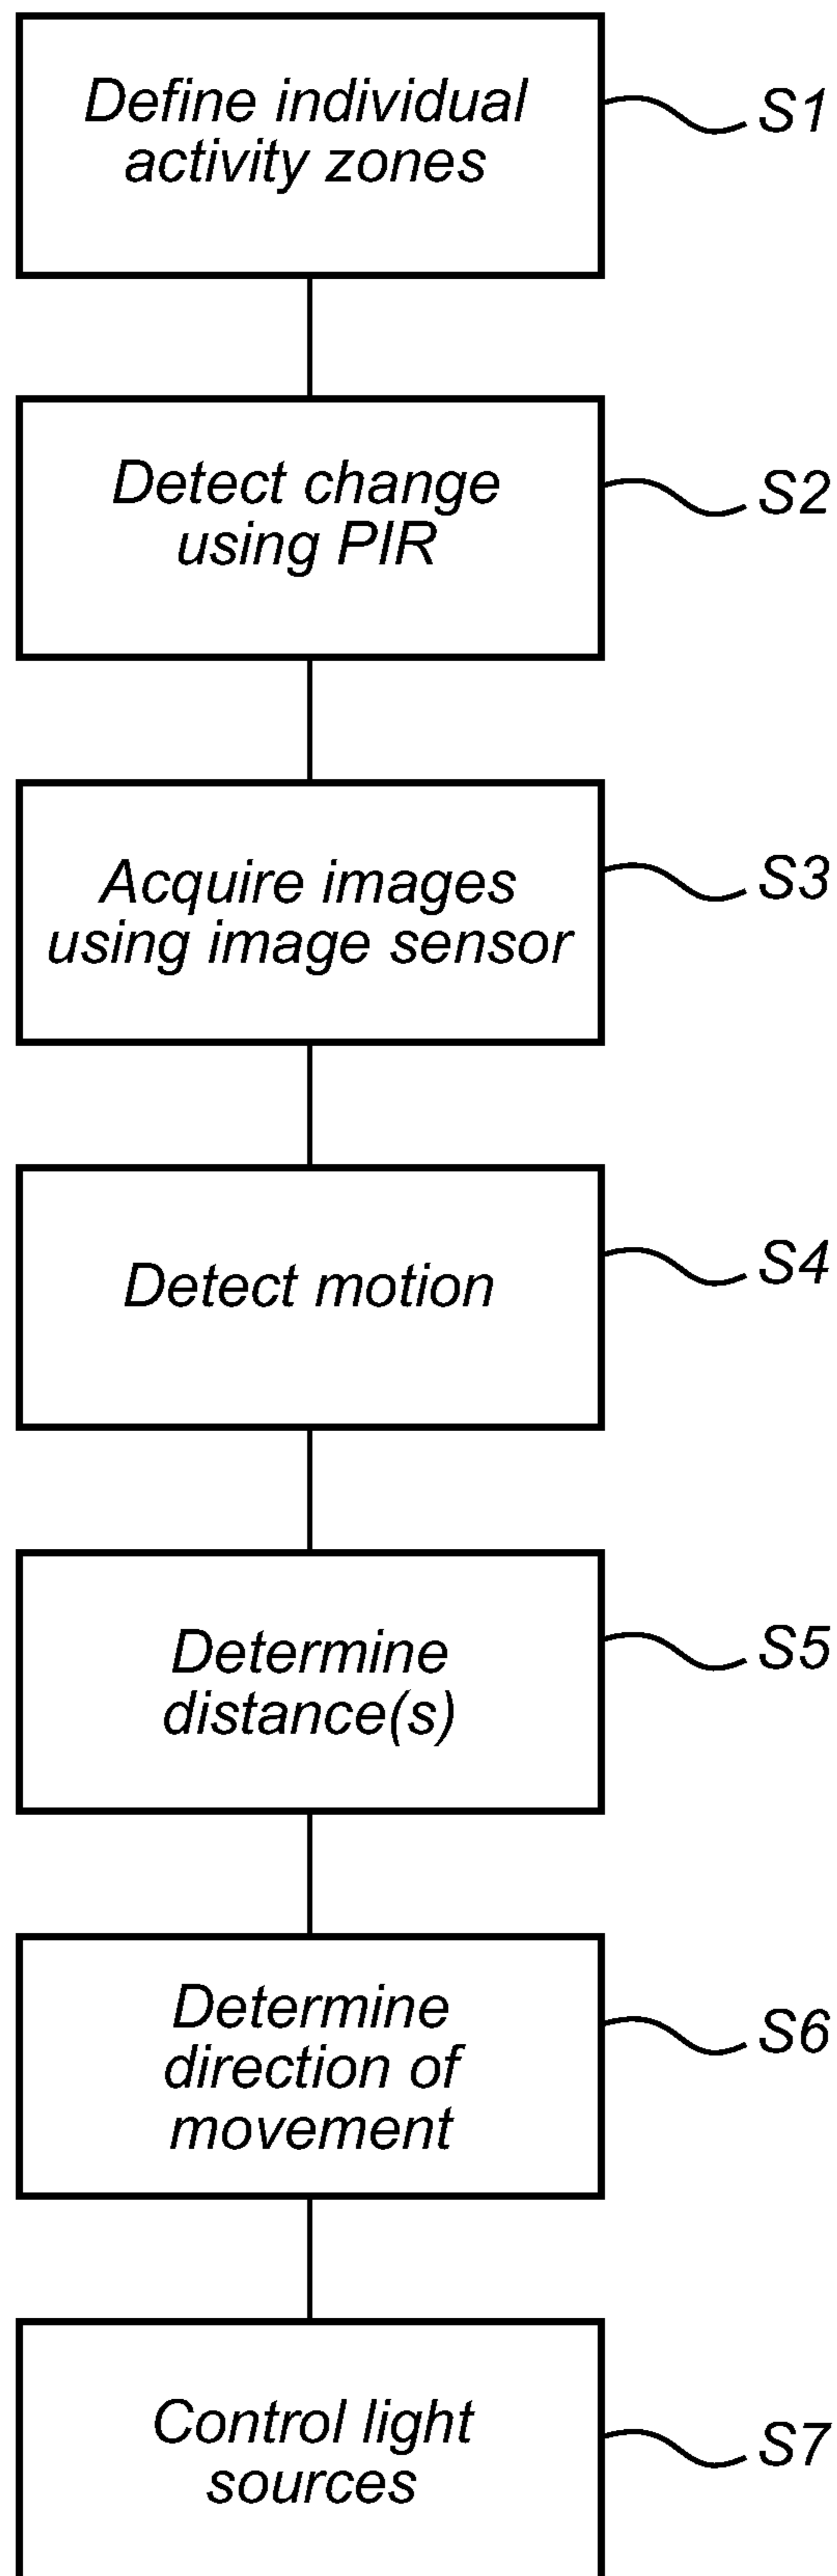 Define individual
activity zones
S1
Detect change
using PIR
S2
Acquire images
using image sensor
S3
Detect motion
S4
Determine
distance(s)
S5
Determine
direction of
movement
S6
Control light
sources
S7